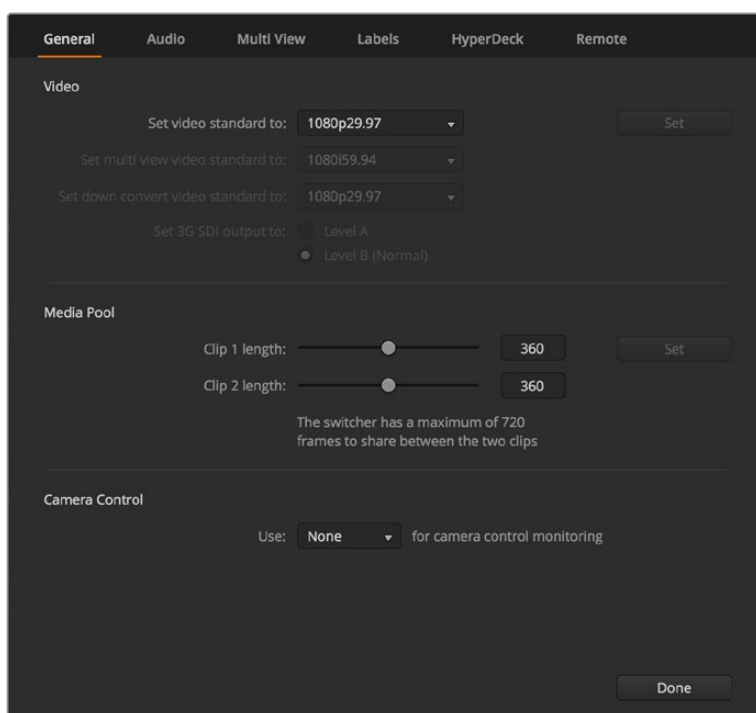 General Audio Multi View Labels HyperDeck Remote
Video
Set video standard to: 1080p29.97 Set
Set multi view video standard to: 1080i59.94
Set down convert video standard to: 1080p29.97
Set 3G SDI output to: Level A
Level B (Normal)
Media Pool
Clip 1 length: 360 Set
Clip 2 length: 360
The switcher has a maximum of 720
frames to share between the two clips
Camera Control
Use: None for camera control monitoring
Done